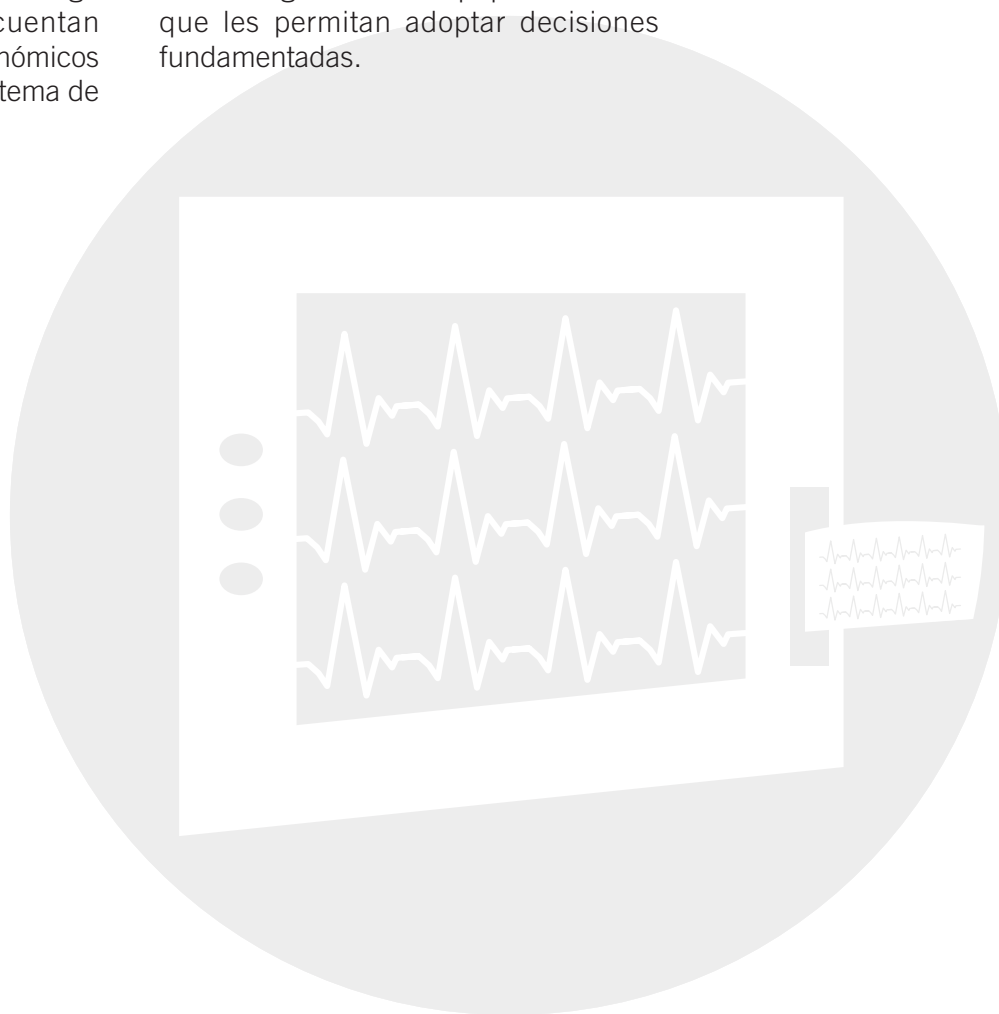 cuentan
nómicos
tema de
que les permitan adoptar decisiones
fundamentadas.